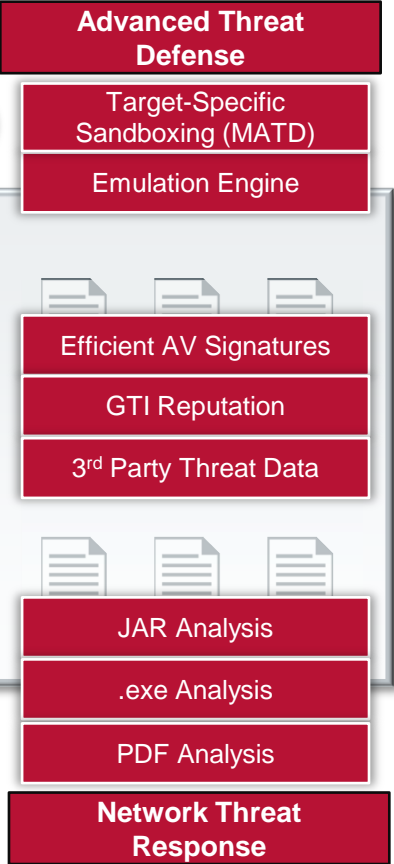 Advanced Threat
Defense
Target-Specific
Sandboxing (MATD)
Emulation Engine
Efficient AV Signatures
GTI Reputation
3rd Party Threat Data
JAR Analysis
.exe Analysis
PDF Analysis
Network Threat
Response